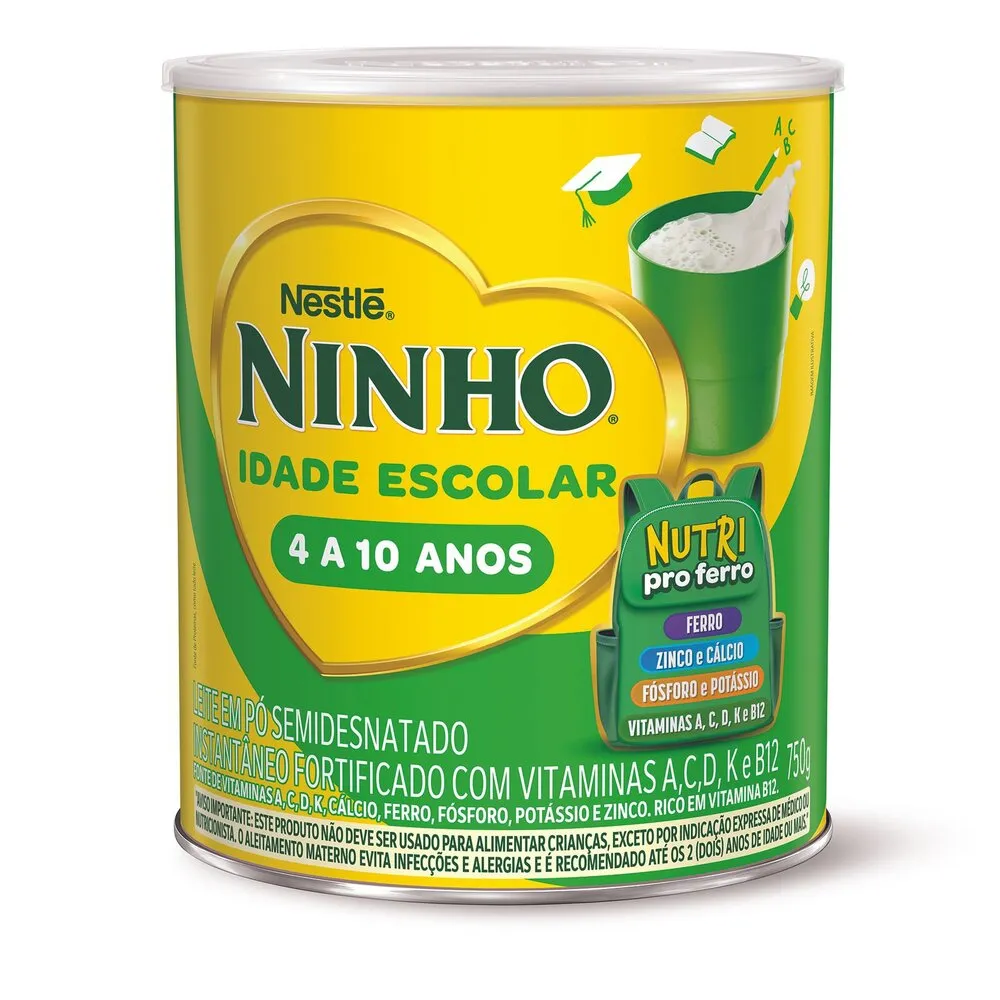 A B C
Nestlé®
NINHO®
IDADE ESCOLAR
4 A 10 ANOS
NUTRI
pro ferro
FERRO
ZINCO e CÁLCIO
FÓSFORO e POTÁSSIO
VITAMINAS A, C, D, K e B12
IMAGEM ILUSTRATIVA
LEITE EM PÓ SEMIDESNATADO
INSTANTÂNEO FORTIFICADO COM VITAMINAS A,C,D, K e B12 750g
FONTE DE VITAMINAS A, C, D, K, CÁLCIO, FERRO, FÓSFORO, POTÁSSIO E ZINCO. RICO EM VITAMINA B12.
"AVISO IMPORTANTE: ESTE PRODUTO NÃO DEVE SER USADO PARA ALIMENTAR CRIANÇAS, EXCETO POR INDICAÇÃO EXPRESSA DE MÉDICO OU
NUTRICIONISTA. O ALEITAMENTO MATERNO EVITA INFECÇÕES E ALERGIAS E É RECOMENDADO ATÉ OS 2 (DOIS) ANOS DE IDADE OU MAIS."